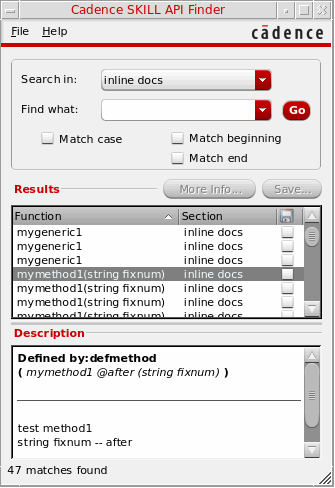 Cadence SKILL API Finder
File Help cādence
Search in: inline docs
Find what: Go
Match case Match beginning
Match end
Results More Info... Save...
Function Section
mygeneric1 inline docs
mygeneric1 inline docs
mygeneric1 inline docs
mymethod1(string fixnum) inline docs
mymethod1(string fixnum) inline docs
mymethod1(string fixnum) inline docs
mymethod1(string fixnum) inline docs
Description
Defined by:defmethod
( mymethod1 @after (string fixnum) )
test method1
string fixnum -- after
47 matches found